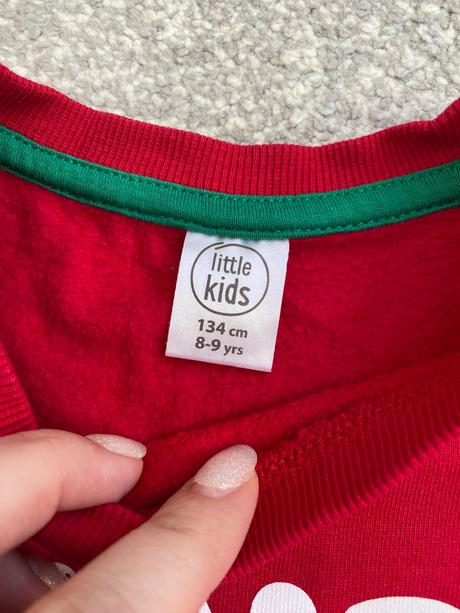 little
kids
134 cm
8-9 yrs